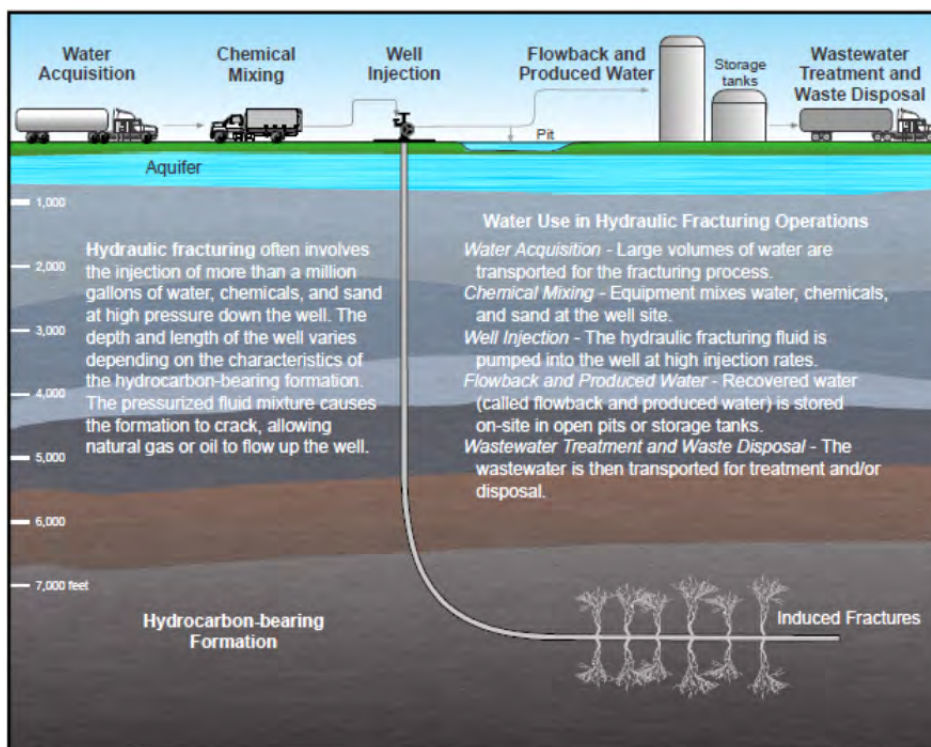 Water
Acquisition
Chemical
Mixing
Well
Injection
Flowback and
Produced Water
Storage
tanks
Wastewater
Treatment and
Waste Disposal
Pit
Aquifer
1,000
2,000
3,000
4,000
5,000
6,000
7,000 feet
Hydraulic fracturing often involves
the injection of more than a million
gallons of water, chemicals, and sand
at high pressure down the well. The
depth and length of the well varies
depending on the characteristics of
the hydrocarbon-bearing formation.
The pressurized fluid mixture causes
the formation to crack, allowing
natural gas or oil to flow up the well.
Water Use in Hydraulic Fracturing Operations
Water Acquisition - Large volumes of water are
transported for the fracturing process.
Chemical Mixing - Equipment mixes water, chemicals,
and sand at the well site.
Well Injection - The hydraulic fracturing fluid is
pumped into the well at high injection rates.
Flowback and Produced Water - Recovered water
(called flowback and produced water) is stored
on-site in open pits or storage tanks.
Wastewater Treatment and Waste Disposal - The
wastewater is then transported for treatment and/or
disposal.
Hydrocarbon-bearing
Formation
Induced Fractures